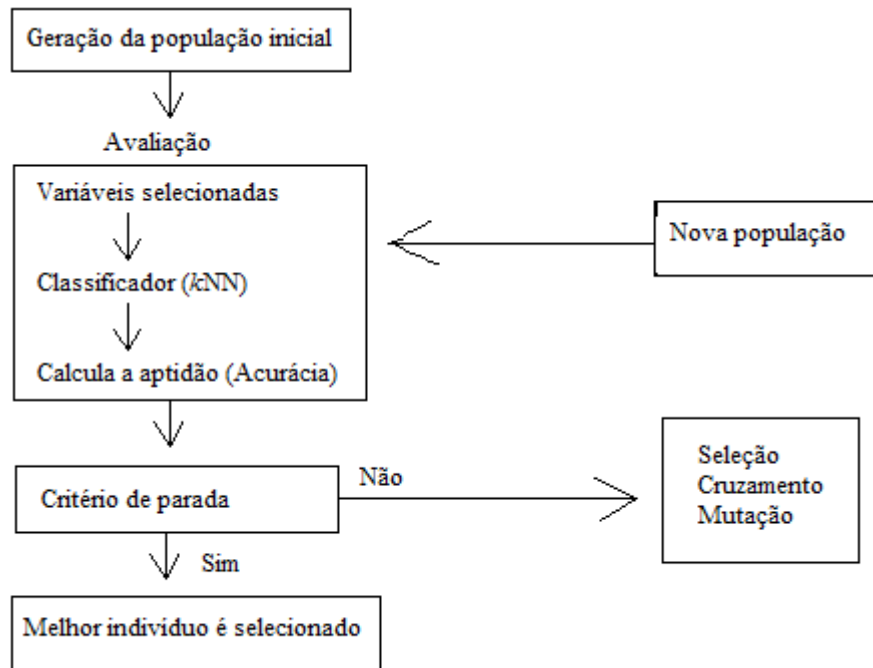 Geração da população inicial
Avaliação
Variáveis selecionadas
Classificador (kNN)
Calcula a aptidão (Acurácia)
Nova população
Critério de parada
Não
Seleção
Cruzamento
Mutação
Sim
Melhor indivíduo é selecionado